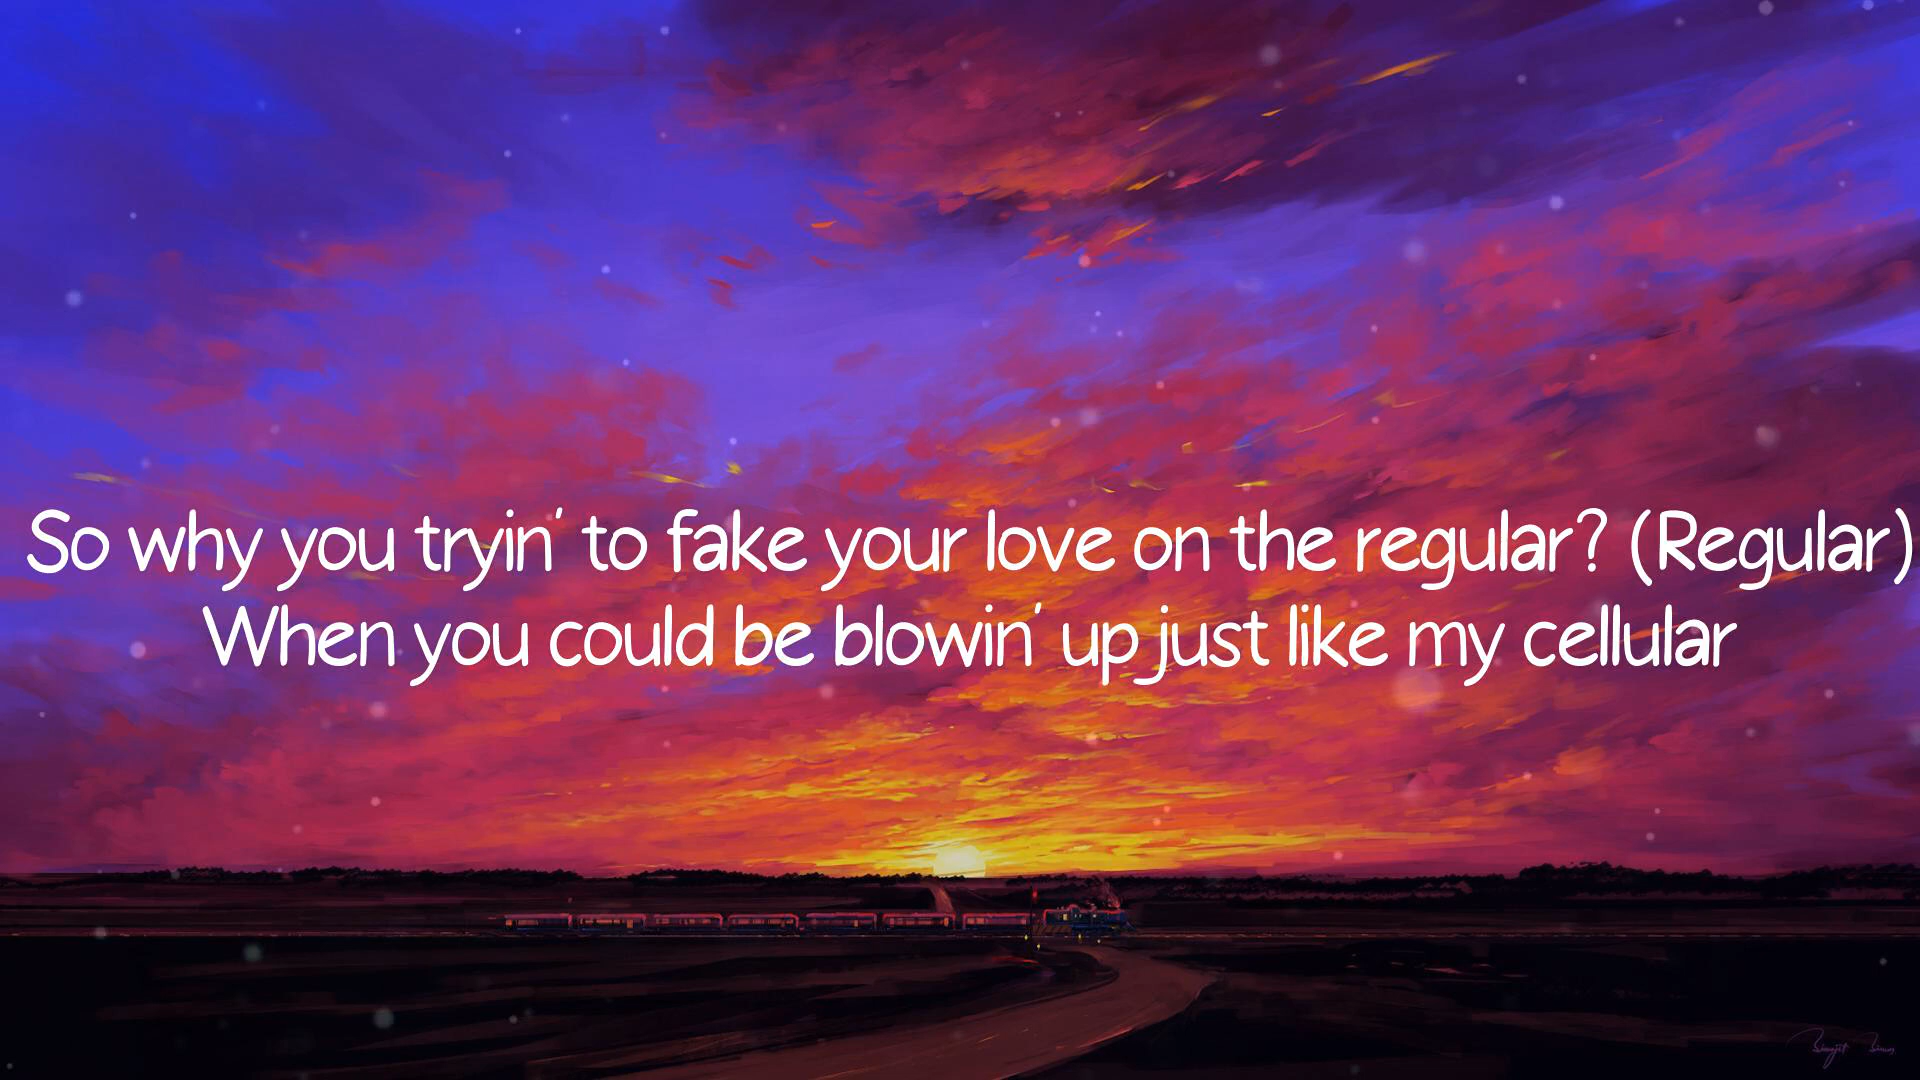 So why you tryin' to fake your love on the regular? (Regular)
When you could be blowin' up just like my cellular